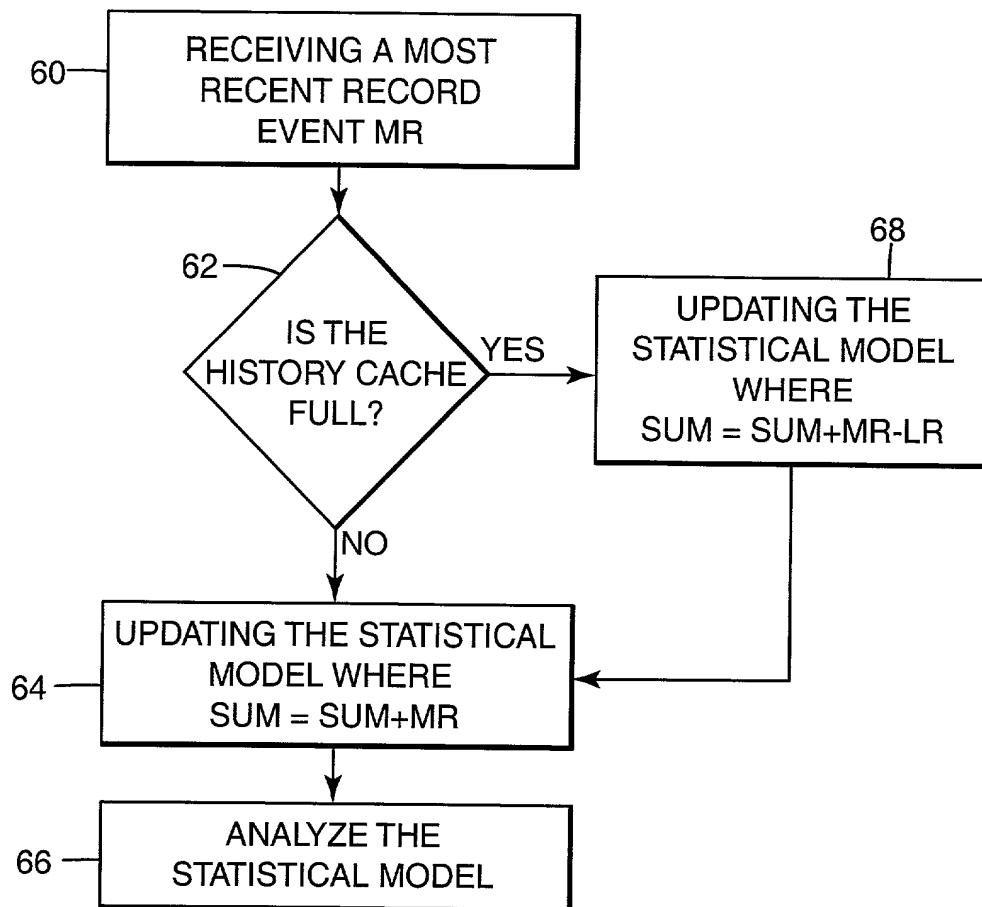 60
RECEIVING A MOST
RECENT RECORD
EVENT MR
62
IS THE
HISTORY CACHE
FULL?
YES
68
UPDATING THE
STATISTICAL MODEL
WHERE
SUM = SUM+MR-LR
NO
64
UPDATING THE STATISTICAL
MODEL WHERE
SUM = SUM+MR
66
ANALYZE THE
STATISTICAL MODEL